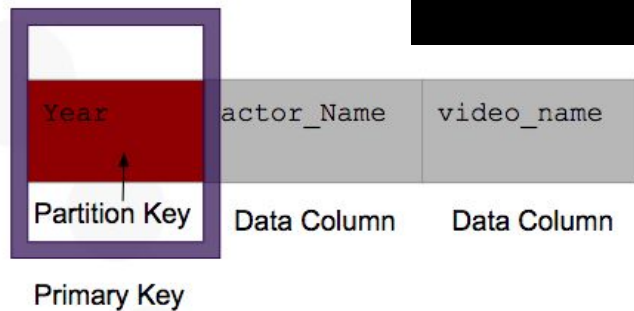 Year actor_Name video_name
Partition Key Data Column Data Column
Primary Key